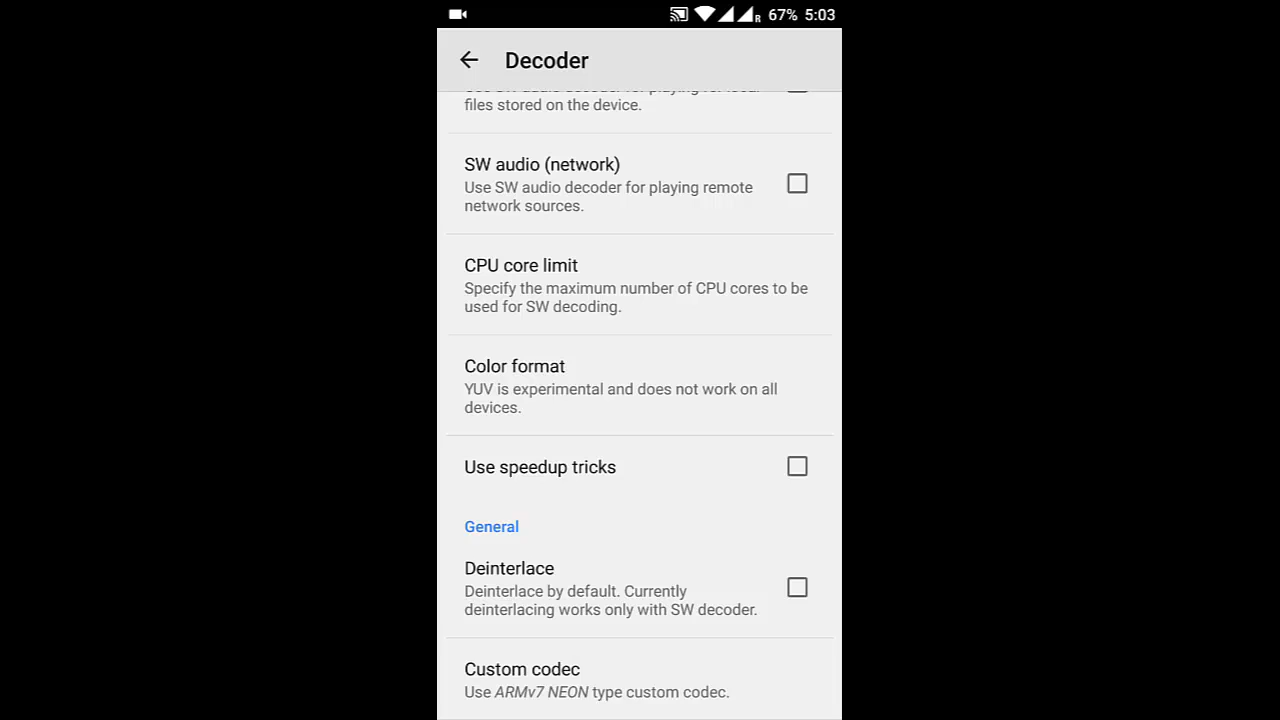 R 67% 5:03
Decoder
files stored on the device.
SW audio (network)
Use SW audio decoder for playing remote
network sources.
CPU core limit
Specify the maximum number of CPU cores to be
used for SW decoding.
Color format
YUV is experimental and does not work on all
devices.
Use speedup tricks
General
Deinterlace
Deinterlace by default. Currently
deinterlacing works only with SW decoder.
Custom codec
Use ARMv7 NEON type custom codec.